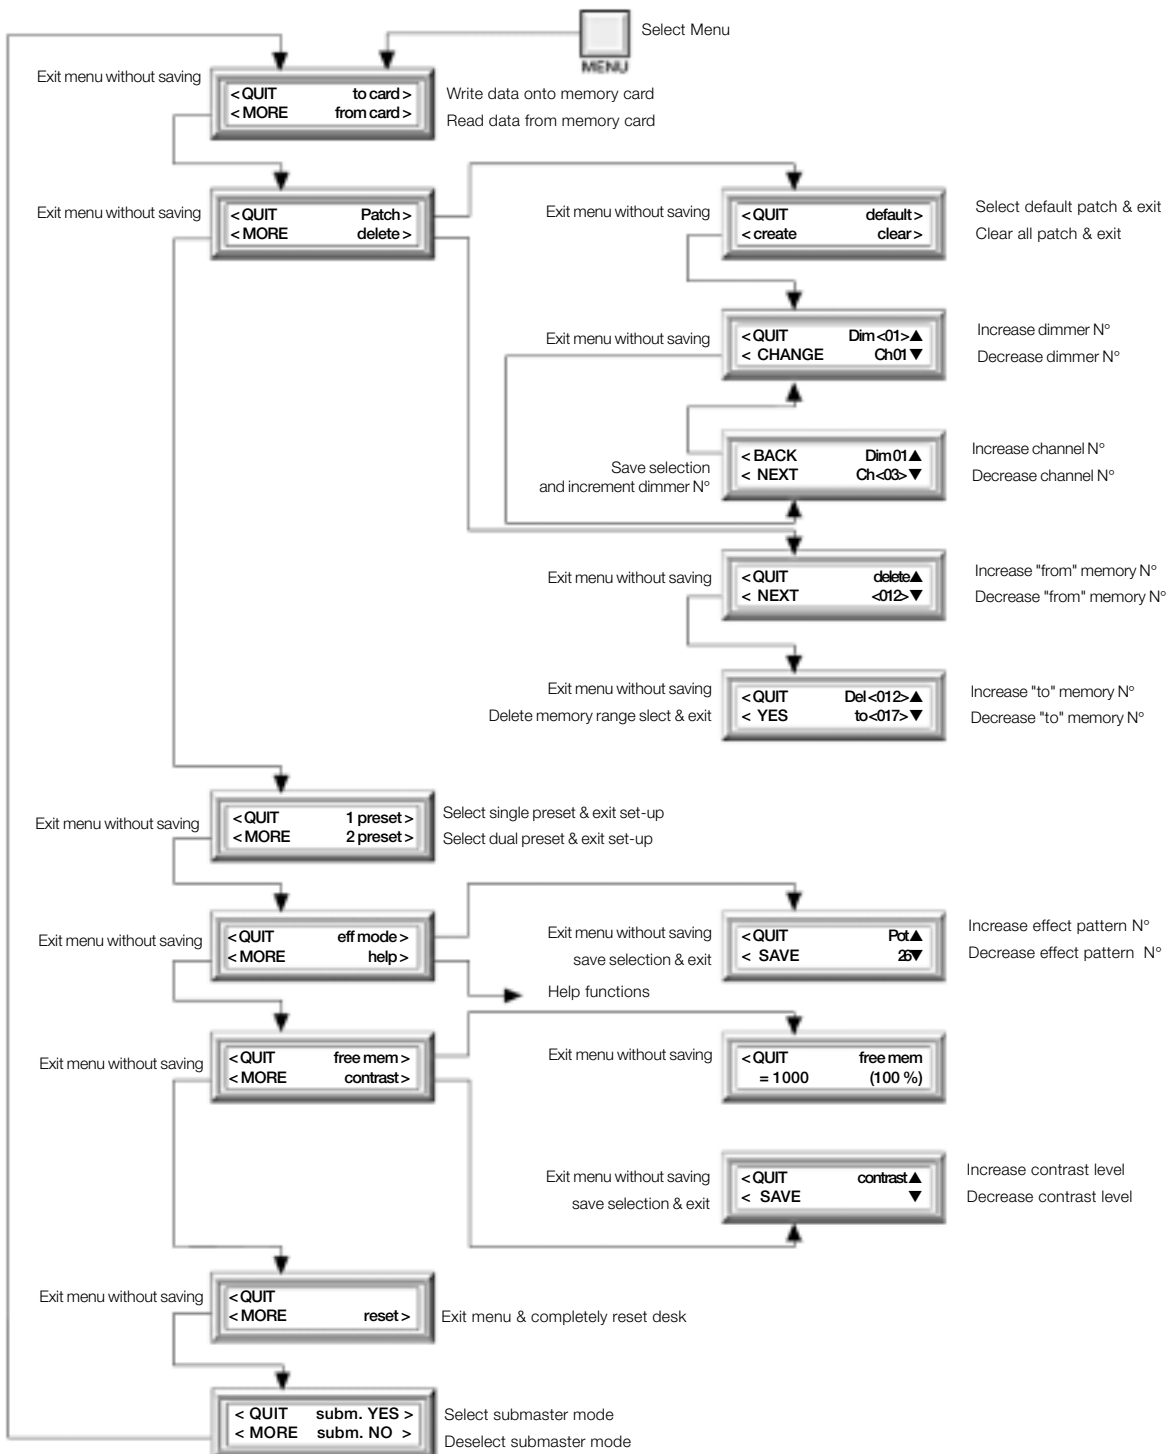 Select Menu
MENU
Exit menu without saving
<QUIT to card >
<MORE from card >
Write data onto memory card
Read data from memory card
Exit menu without saving
<QUIT Patch >
<MORE delete >
Exit menu without saving
<QUIT default >
< create clear >
Select default patch & exit
Clear all patch & exit
Exit menu without saving
<QUIT Dim <01>▲
< CHANGE Ch01 ▼
Increase dimmer N°
Decrease dimmer N°
Save selection
and increment dimmer N°
< BACK Dim 01▲
< NEXT Ch<03>▼
Increase channel N°
Decrease channel N°
Exit menu without saving
<QUIT delete▲
< NEXT <012>▼
Increase "from" memory N°
Decrease "from" memory N°
Exit menu without saving
Delete memory range slect & exit
<QUIT Del <012>▲
< YES to <017>▼
Increase "to" memory N°
Decrease "to" memory N°
Exit menu without saving
<QUIT 1 preset >
<MORE 2 preset >
Select single preset & exit set-up
Select dual preset & exit set-up
Exit menu without saving
<QUIT eff mode >
<MORE help >
Exit menu without saving
save selection & exit
<QUIT Pot▲
< SAVE 26▼
Increase effect pattern N°
Decrease effect pattern N°
Help functions
Exit menu without saving
<QUIT free mem >
<MORE contrast >
Exit menu without saving
<QUIT free mem
= 1000 (100 %)
Exit menu without saving
save selection & exit
<QUIT contrast▲
< SAVE ▼
Increase contrast level
Decrease contrast level
Exit menu without saving
<QUIT
<MORE reset >
Exit menu & completely reset desk
< QUIT subm. YES >
< MORE subm. NO >
Select submaster mode
Deselect submaster mode